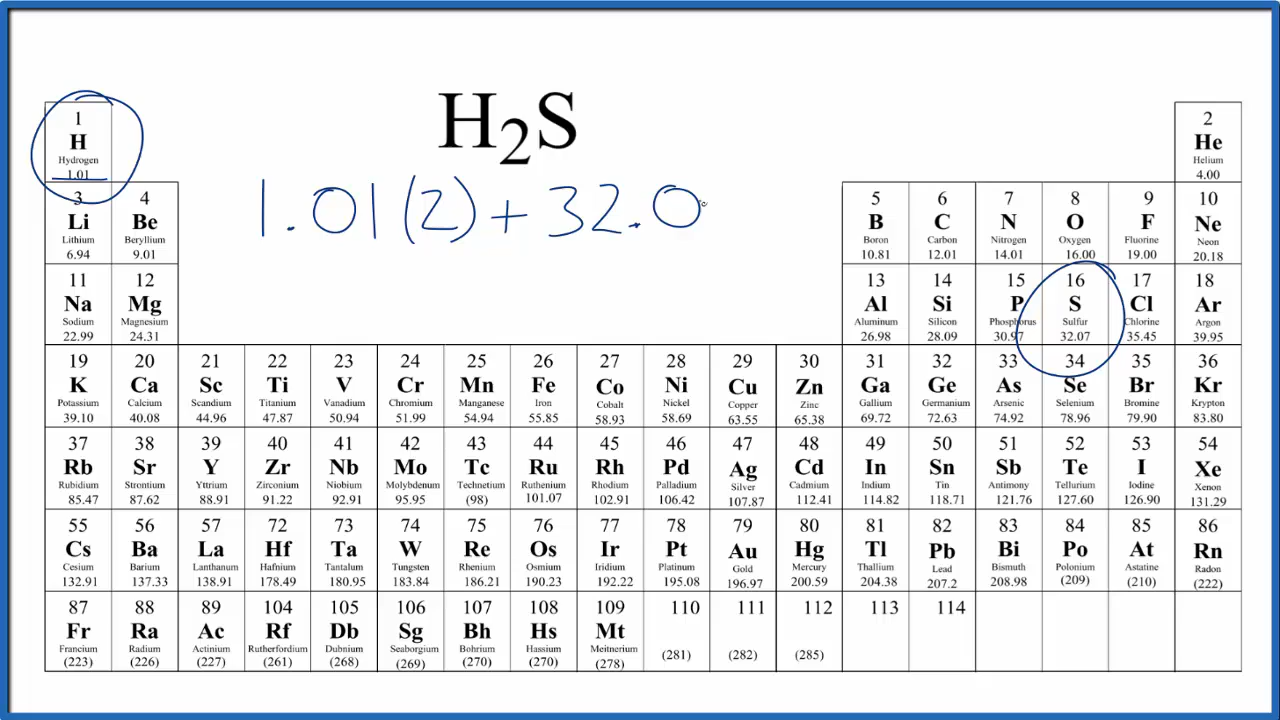 H₂S
1.01(2)+32.0
1 2
H He
Hydrogen Helium
1.01 4.00
3 4 5 6 7 8 9 10
Li Be B C N O F Ne
Lithium Beryllium Boron Carbon Nitrogen Oxygen Fluorine Neon
6.94 9.01 10.81 12.01 14.01 16.00 19.00 20.18
11 12 13 14 15 16 17 18
Na Mg Al Si P S Cl Ar
Sodium Magnesium Aluminum Silicon Phosphorus Sulfur Chlorine Argon
22.99 24.31 26.98 28.09 30.97 32.07 35.45 39.95
19 20 21 22 23 24 25 26 27 28 29 30 31 32 33 34 35 36
K Ca Sc Ti V Cr Mn Fe Co Ni Cu Zn Ga Ge As Se Br Kr
Potassium Calcium Scandium Titanium Vanadium Chromium Manganese Iron Cobalt Nickel Copper Zinc Gallium Germanium Arsenic Selenium Bromine Krypton
39.10 40.08 44.96 47.87 50.94 51.99 54.94 55.85 58.93 58.69 63.55 65.38 69.72 72.63 74.92 78.96 79.90 83.80
37 38 39 40 41 42 43 44 45 46 47 48 49 50 51 52 53 54
Rb Sr Y Zr Nb Mo Tc Ru Rh Pd Ag Cd In Sn Sb Te I Xe
Rubidium Strontium Yttrium Zirconium Niobium Molybdenum Technetium Ruthenium Rhodium Palladium Silver Cadmium Indium Tin Antimony Tellurium Iodine Xenon
85.47 87.62 88.91 91.22 92.91 95.95 (98) 101.07 102.91 106.42 107.87 112.41 114.82 118.71 121.76 127.60 126.90 131.29
55 56 57 72 73 74 75 76 77 78 79 80 81 82 83 84 85 86
Cs Ba La Hf Ta W Re Os Ir Pt Au Hg Tl Pb Bi Po At Rn
Cesium Barium Lanthanum Hafnium Tantalum Tungsten Rhenium Osmium Iridium Platinum Gold Mercury Thallium Lead Bismuth Polonium Astatine Radon
132.91 137.33 138.91 178.49 180.95 183.84 186.21 190.23 192.22 195.08 196.97 200.59 204.38 207.2 208.98 (209) (210) (222)
87 88 89 104 105 106 107 108 109 110 111 112 113 114
Fr Ra Ac Rf Db Sg Bh Hs Mt
Francium Radium Actinium Rutherfordium Dubnium Seaborgium Bohrium Hassium Meitnerium
(223) (226) (227) (261) (268) (269) (270) (270) (278) (281) (282) (285)